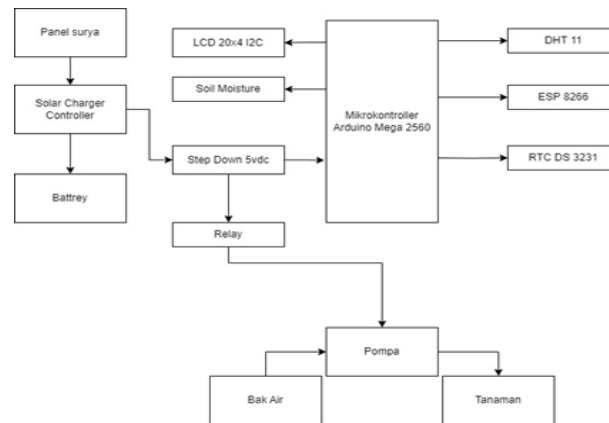 Panel surya
LCD 20x4 I2C
DHT 11
Solar Charger
Controller
Soil Moisture
Mikrokontroller
Arduino Mega 2560
ESP 8266
Step Down 5vdc
RTC DS 3231
Battrey
Relay
Pompa
Bak Air
Tanaman